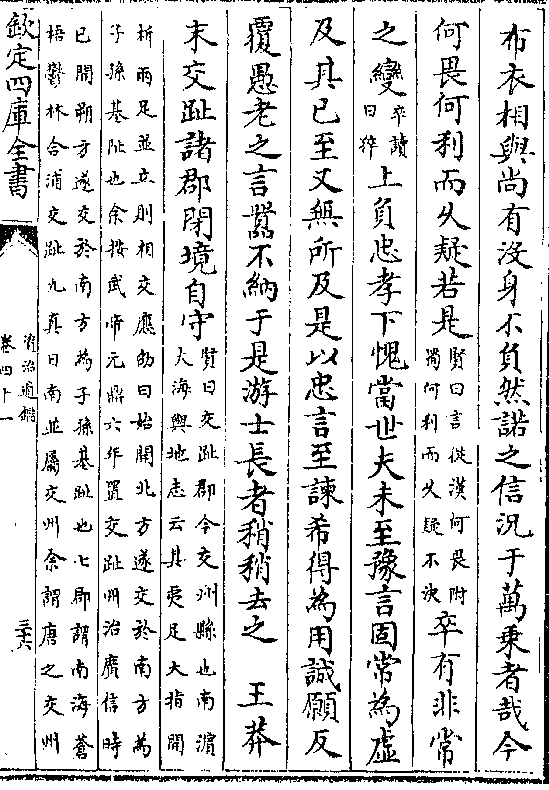 布衣相與尚有沒身不負然諾之信況于萬乗者哉今
何畏何利而乆疑若是賢曰言從漢何畏附
蜀何利而乆疑不決卒有非常
之變卒讀
曰猝上負忠孝下愧當世夫未至豫言固常為虛
及其已至又無所及是以忠言至諫希得為用誠願反
覆愚老之言嚻不納于是游士長者稍稍去之　王莽
末交趾諸郡閉境自守賢曰交趾郡今交州縣也南濵
大海輿地志云其夷足大指開
析兩足並立則相交應劭曰始開北方遂交於南方為
子孫基阯也余按武帝元鼎六年置交趾州治廣信時
已開朔方遂交於南方為子孫基趾也七郡謂南海蒼
梧鬱林合浦交趾九真日南並屬交州余謂唐之交州
欽定四庫全書
資治通鑑
卷四十一
三十六